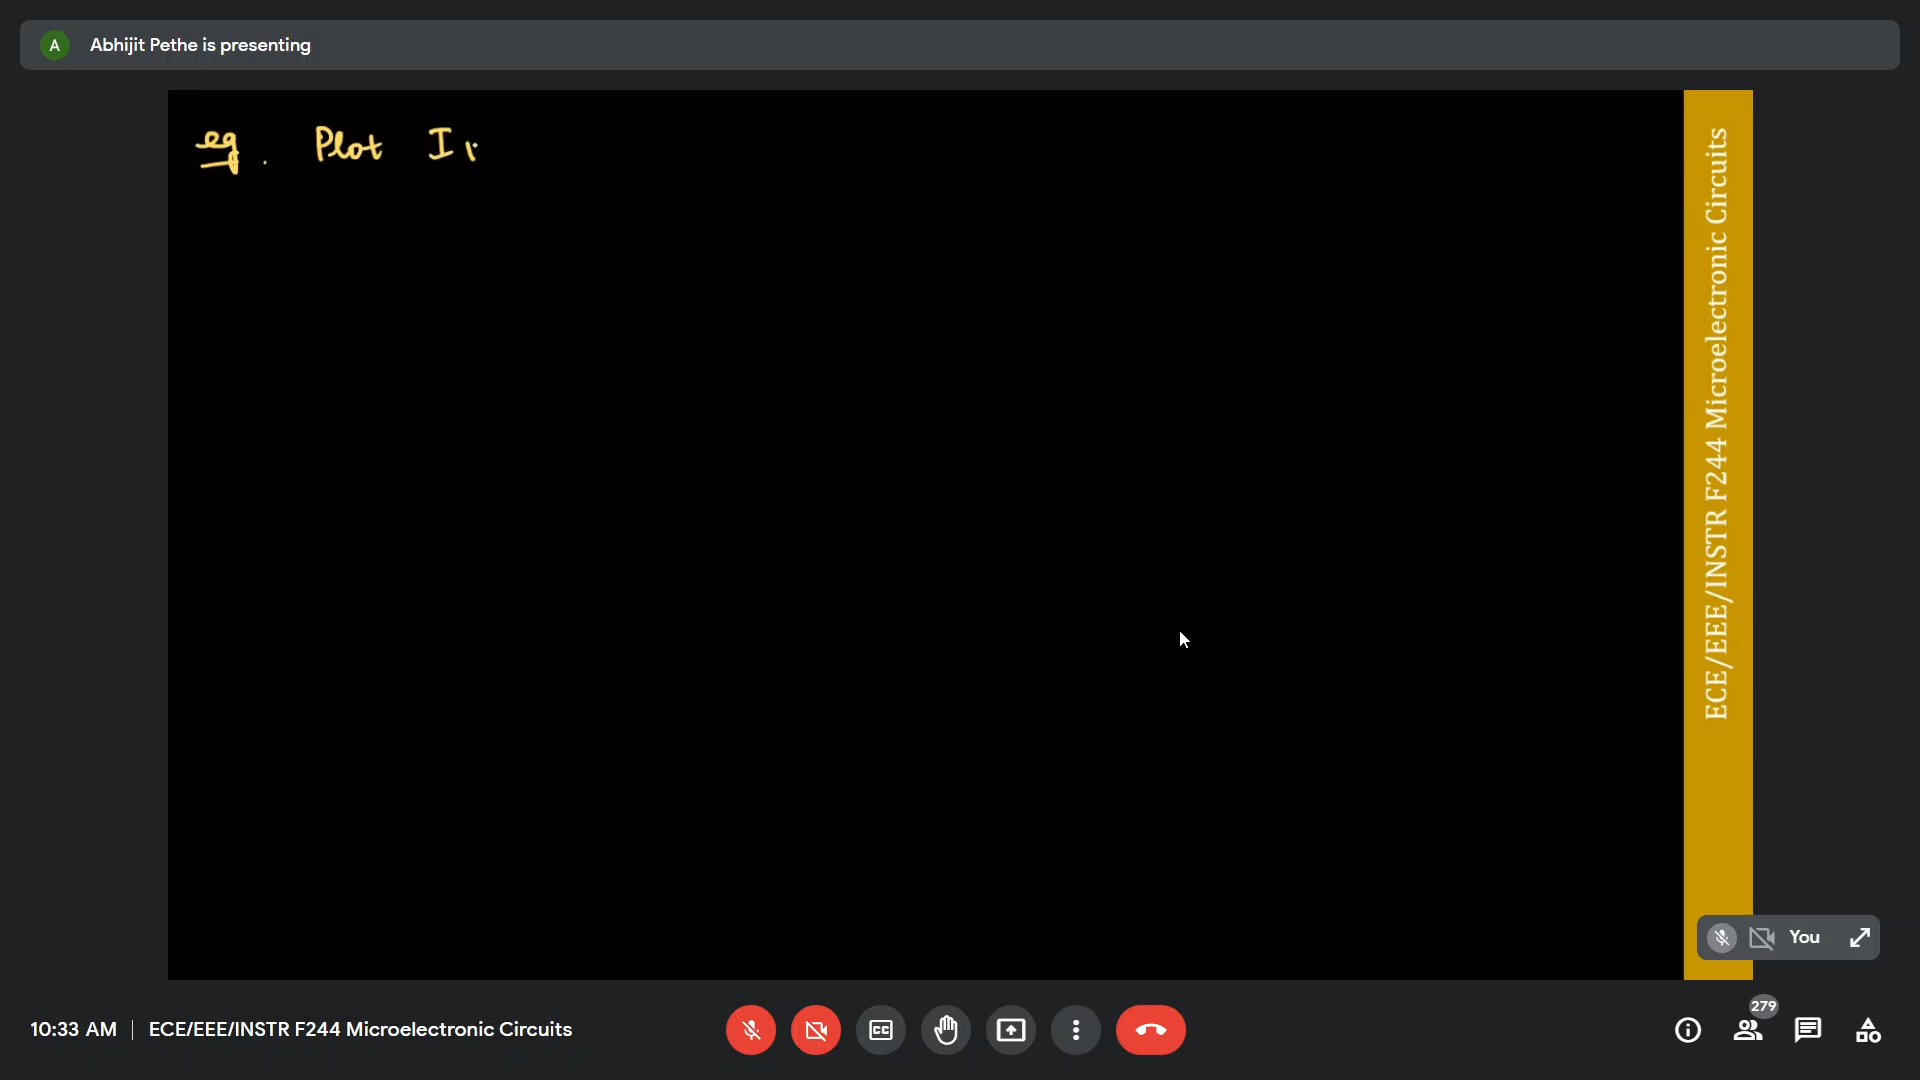 A Abhijit Pethe is presenting
eg. Plot I
ECE/EEE/INSTR F244 Microelectronic Circuits
You
279
10:33 AM | ECE/EEE/INSTR F244 Microelectronic Circuits
CC